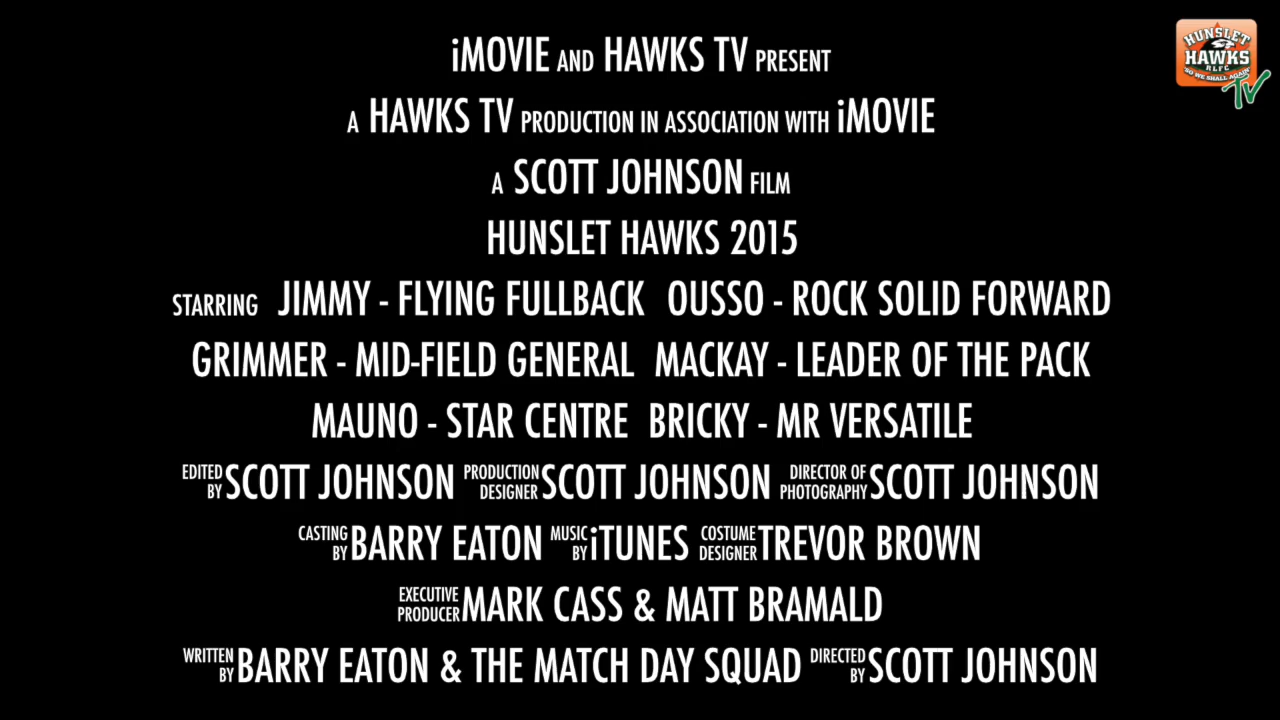 iMOVIE AND HAWKS TV PRESENT
A HAWKS TV PRODUCTION IN ASSOCIATION WITH iMOVIE
A SCOTT JOHNSON FILM
HUNSLET HAWKS 2015
STARRING JIMMY - FLYING FULLBACK OUSSO - ROCK SOLID FORWARD
GRIMMER - MID-FIELD GENERAL MACKAY - LEADER OF THE PACK
MAUNO - STAR CENTRE BRICKY - MR VERSATILE
EDITED BY SCOTT JOHNSON PRODUCTION DESIGNER SCOTT JOHNSON DIRECTOR OF PHOTOGRAPHY SCOTT JOHNSON
CASTING BY BARRY EATON MUSIC BY iTUNES COSTUME DESIGNER TREVOR BROWN
EXECUTIVE PRODUCER MARK CASS & MATT BRAMALD
WRITTEN BY BARRY EATON & THE MATCH DAY SQUAD DIRECTED BY SCOTT JOHNSON
HUNSLET
HAWKS
RLFC
'SO WE SHALL AGAIN'
TV